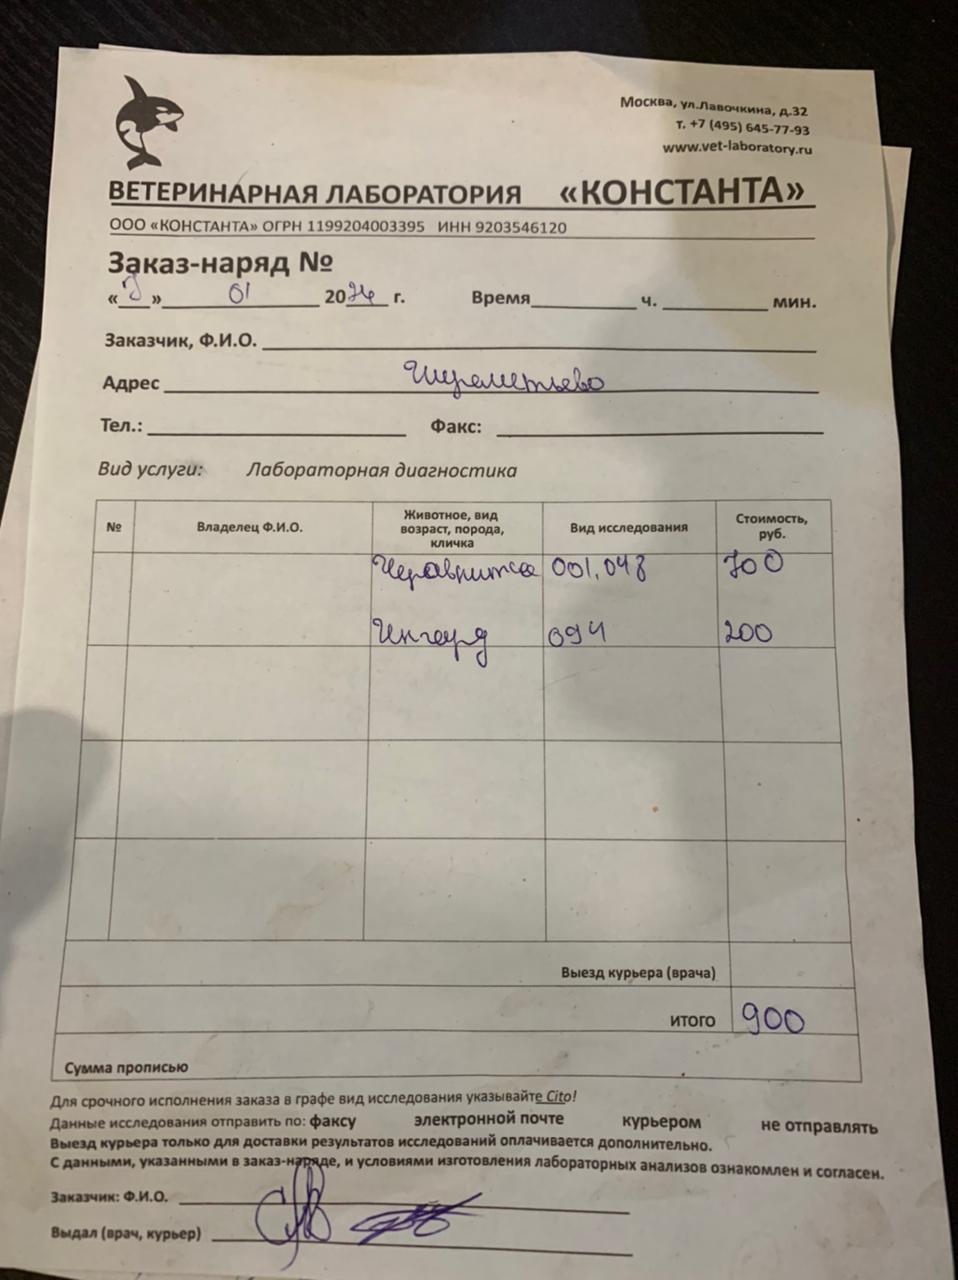 Москва, ул.Лавочкина, д.32
т. +7 (495) 645-77-93
www.vet-laboratory.ru
ВЕТЕРИНАРНАЯ ЛАБОРАТОРИЯ «КОНСТАНТА»
ООО «КОНСТАНТА» ОГРН 1199204003395 ИНН 9203546120
Заказ-наряд №
« » 01 2024 г. Время ч. мин.
Заказчик, Ф.И.О.
Адрес Шереметьево
Тел.: Факс:
Вид услуги: Лабораторная диагностика
№ Владелец Ф.И.О. Животное, вид возраст, порода, кличка Вид исследования Стоимость, руб.
001,048 700
094 200
Выезд курьера (врача)
ИТОГО 900
Сумма прописью
Для срочного исполнения заказа в графе вид исследования указывайте Cito!
Данные исследования отправить по: факсу электронной почте курьером не отправлять
Выезд курьера только для доставки результатов исследований оплачивается дополнительно.
С данными, указанными в заказ-наряде, и условиями изготовления лабораторных анализов ознакомлен и согласен.
Заказчик: Ф.И.О.
Выдал (врач, курьер)